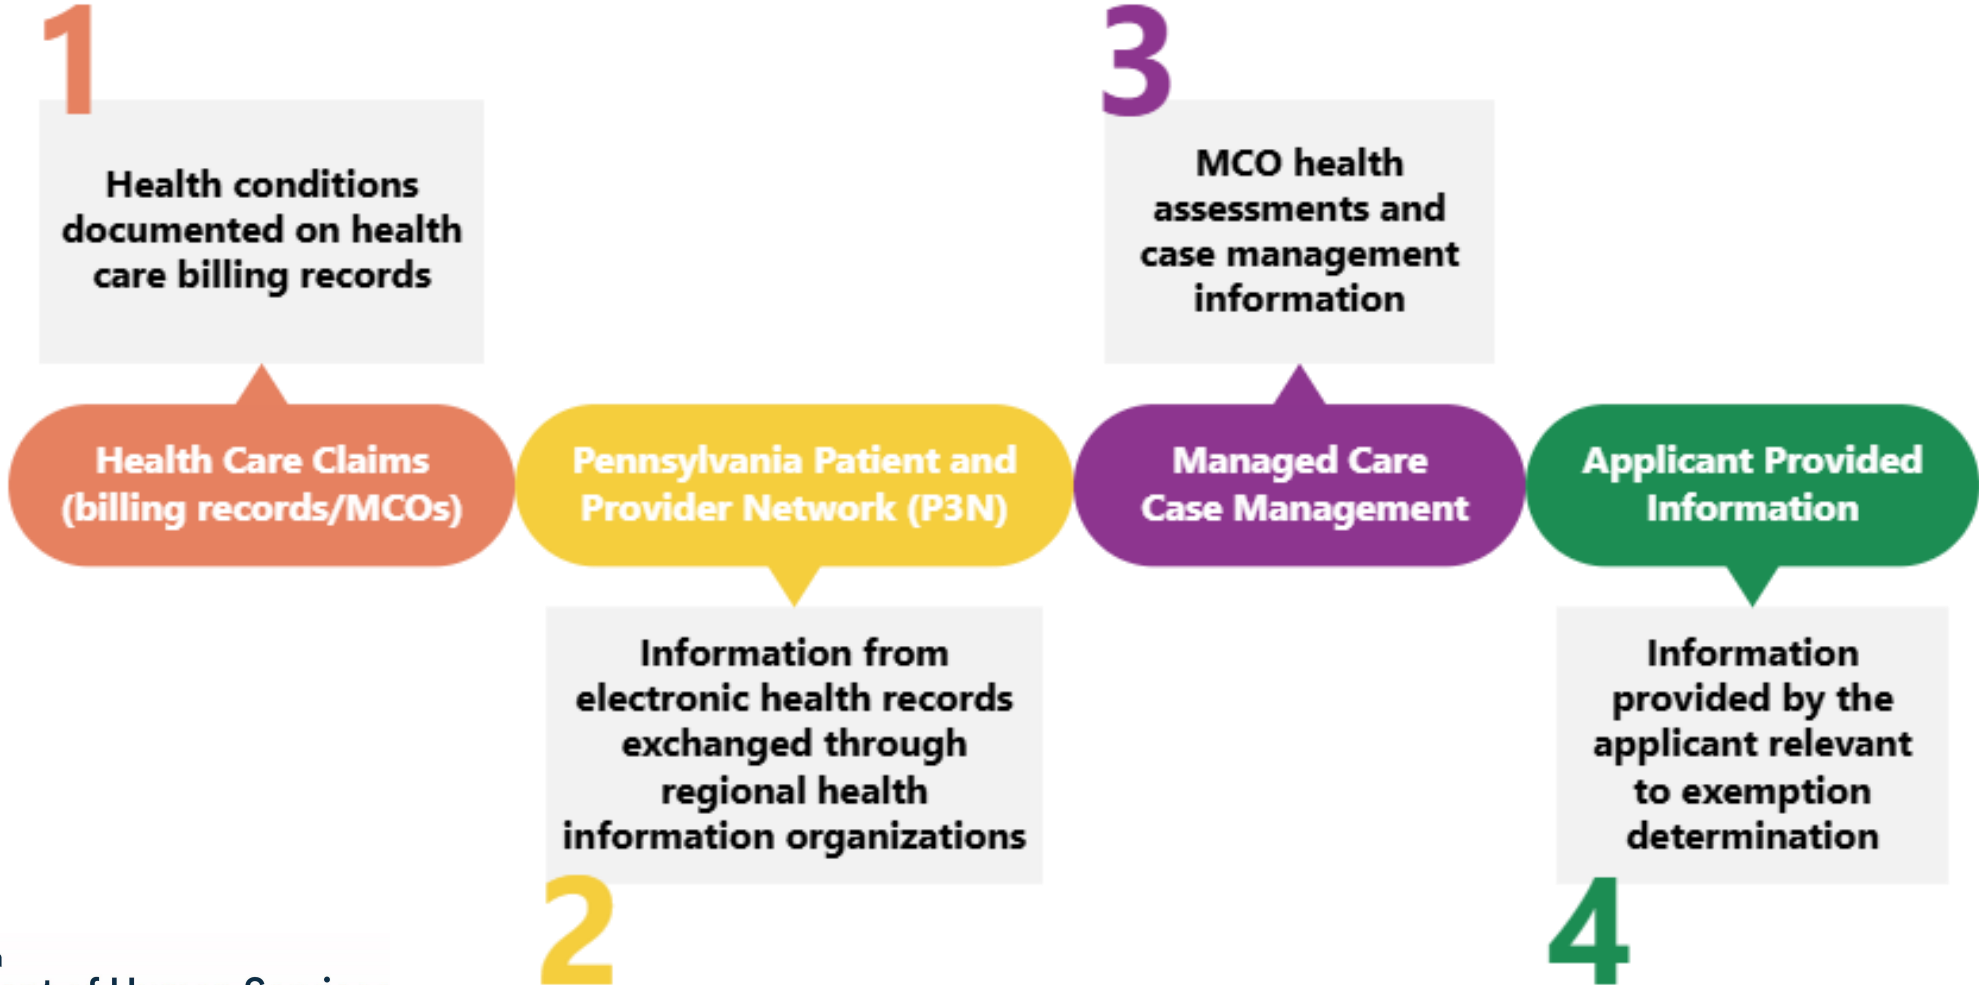 1
Health conditions
documented on health
care billing records
Health Care Claims
(billing records/MCOs)
Pennsylvania Patient and
Provider Network (P3N)
Information from
electronic health records
exchanged through
regional health
information organizations
2
3
MCO health
assessments and
case management
information
Managed Care
Case Management
Applicant Provided
Information
Information
provided by the
applicant relevant
to exemption
determination
4
of Human